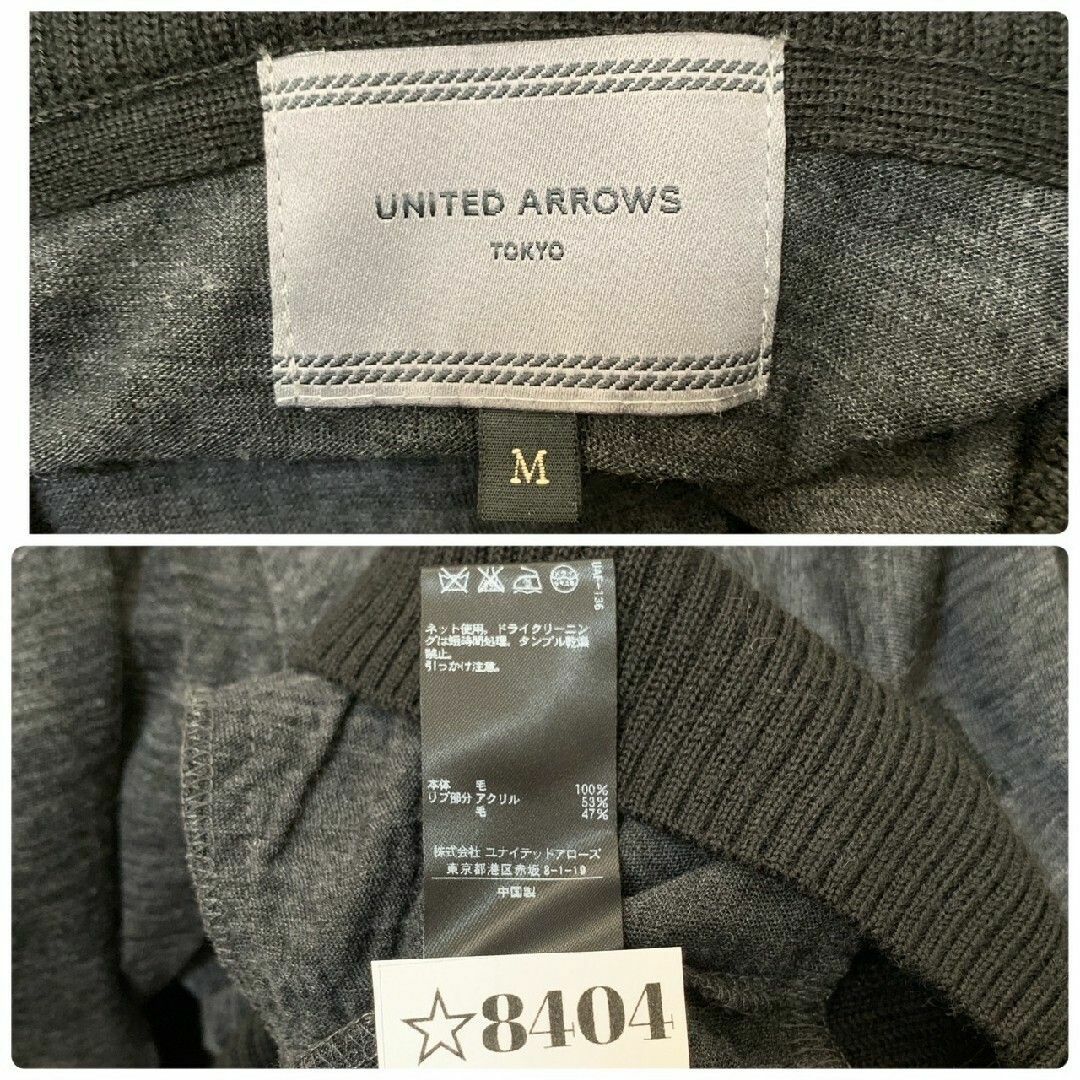 UNITED ARROWS
TOKYO
M
UAF-136
ネット使用。ドライクリーニン
グは短時間処理。タンブル乾燥
禁止。
引っかけ注意。
本体 毛 100%
リブ部分 アクリル 53%
毛 47%
株式会社 ユナイテッドアローズ
東京都港区赤坂8-1-19
中国製
☆8404